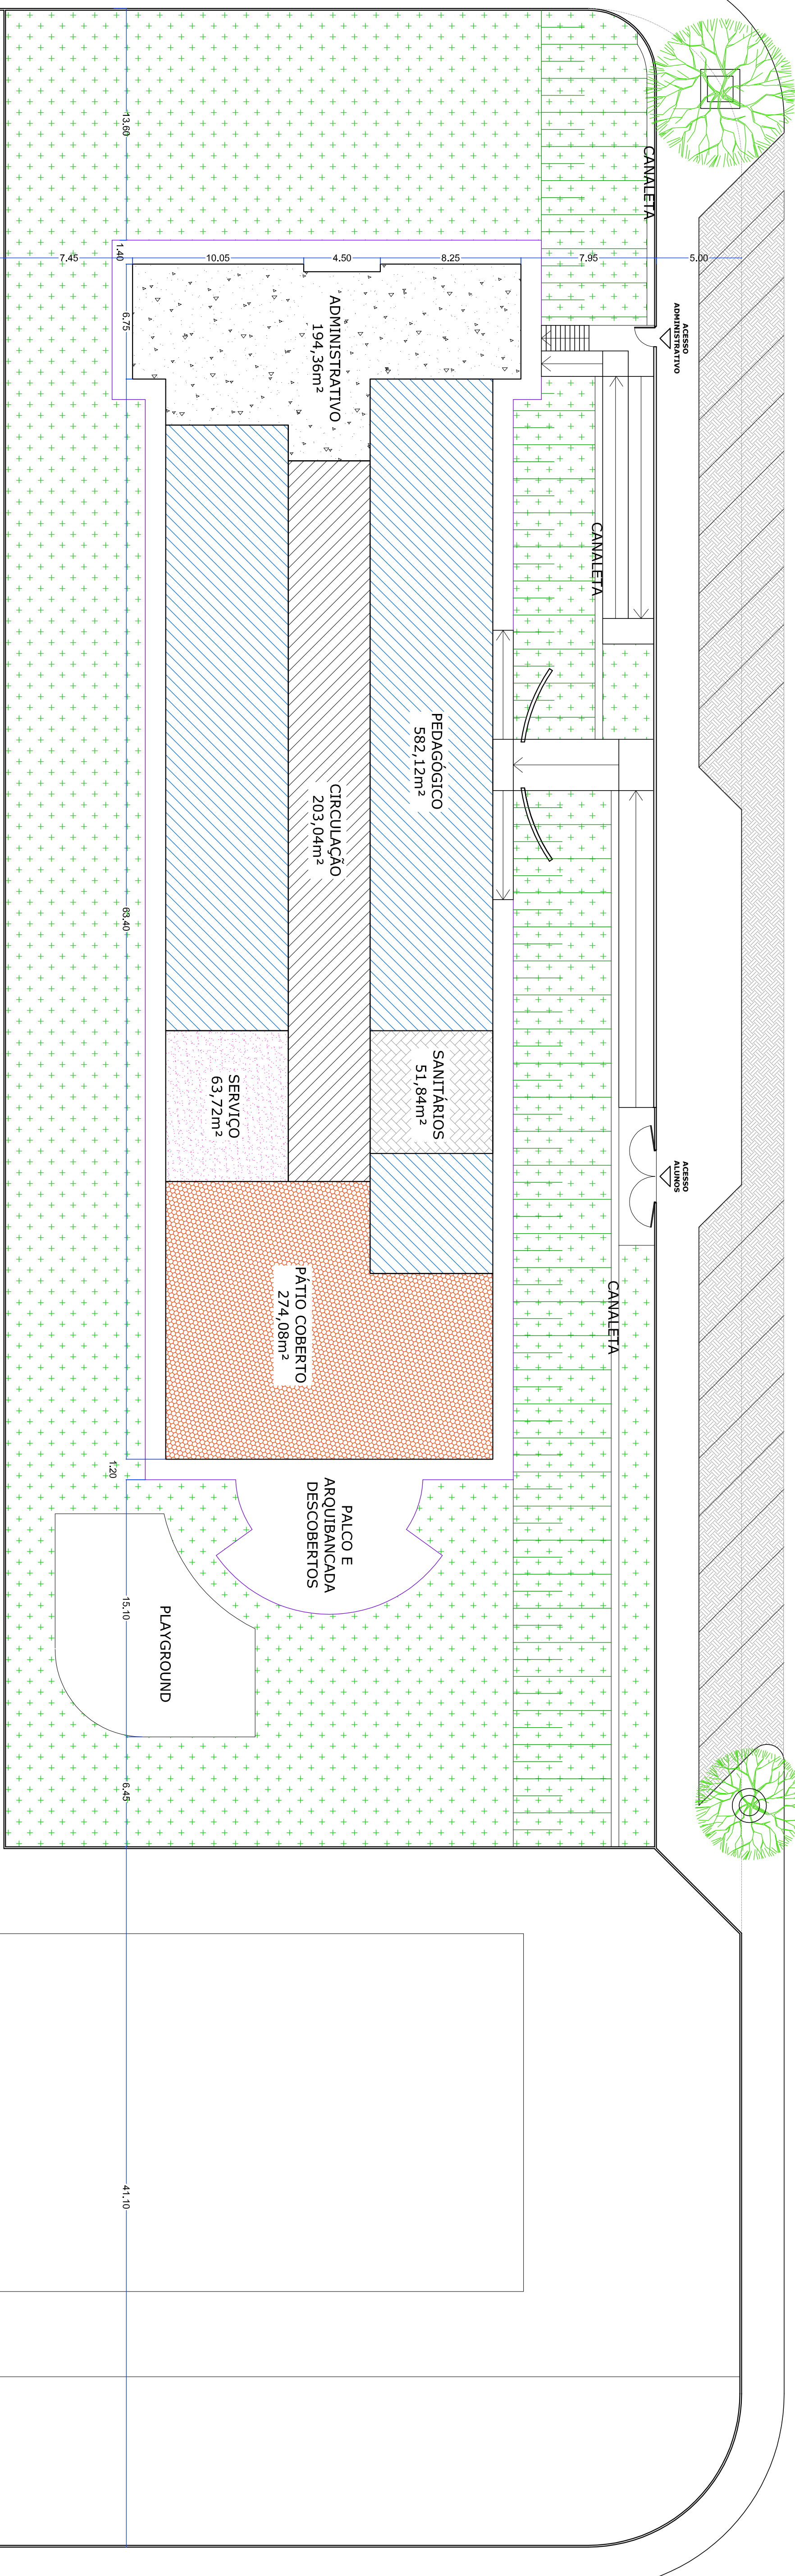 CANALETA
13.60
1.40
7.45
10.05
4.50
8.25
7.95
5.00
ACESSO
ADMINISTRATIVO
6.75
ADMINISTRATIVO
194,36m²
CANALETA
PEDAGÓGICO
582,12m²
CIRCULAÇÃO
203,04m²
63.40
SANITÁRIOS
51,84m²
SERVIÇO
63,72m²
ACESSO
ALUNOS
CANALETA
PÁTIO COBERTO
274,08m²
1.20
PALCO E
ARQUIBANCADA
DESCOBERTOS
15.10
PLAYGROUND
6.45
41.10